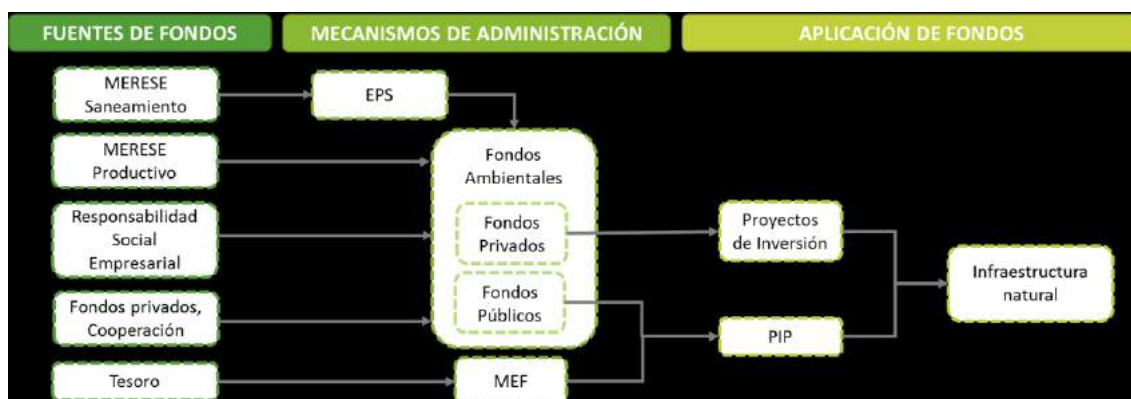 FUENTES DE FONDOS
MECANISMOS DE ADMINISTRACIÓN
APLICACIÓN DE FONDOS
MERESE
Saneamiento
EPS
MERESE
Productivo
Fondos
Ambientales
Responsabilidad
Social
Empresarial
Fondos
Privados
Proyectos
de Inversión
Infraestructura
natural
Fondos privados,
Cooperación
Fondos
Públicos
PIP
Tesoro
MEF